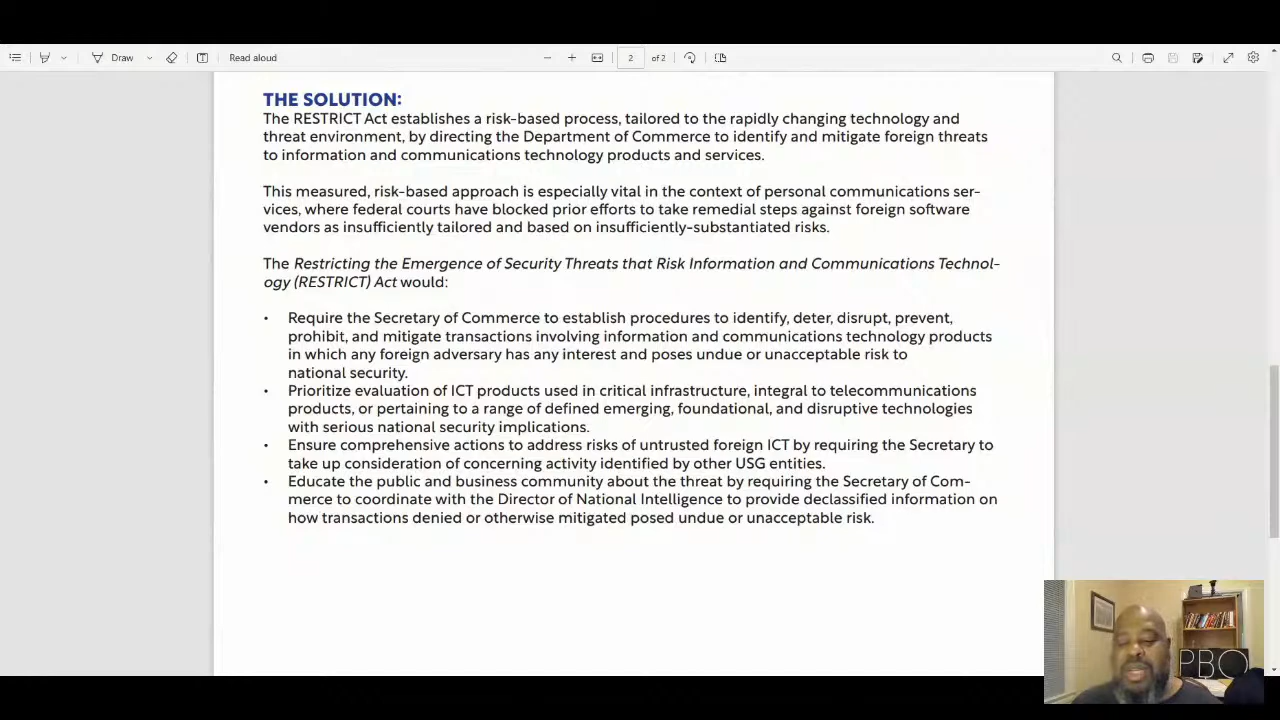 Draw
Read aloud
2
of 2
THE SOLUTION:
The RESTRICT Act establishes a risk-based process, tailored to the rapidly changing technology and
threat environment, by directing the Department of Commerce to identify and mitigate foreign threats
to information and communications technology products and services.
This measured, risk-based approach is especially vital in the context of personal communications ser-
vices, where federal courts have blocked prior efforts to take remedial steps against foreign software
vendors as insufficiently tailored and based on insufficiently-substantiated risks.
The Restricting the Emergence of Security Threats that Risk Information and Communications Technol-
ogy (RESTRICT) Act would:
• Require the Secretary of Commerce to establish procedures to identify, deter, disrupt, prevent,
prohibit, and mitigate transactions involving information and communications technology products
in which any foreign adversary has any interest and poses undue or unacceptable risk to
national security.
• Prioritize evaluation of ICT products used in critical infrastructure, integral to telecommunications
products, or pertaining to a range of defined emerging, foundational, and disruptive technologies
with serious national security implications.
• Ensure comprehensive actions to address risks of untrusted foreign ICT by requiring the Secretary to
take up consideration of concerning activity identified by other USG entities.
• Educate the public and business community about the threat by requiring the Secretary of Com-
merce to coordinate with the Director of National Intelligence to provide declassified information on
how transactions denied or otherwise mitigated posed undue or unacceptable risk.
PBO